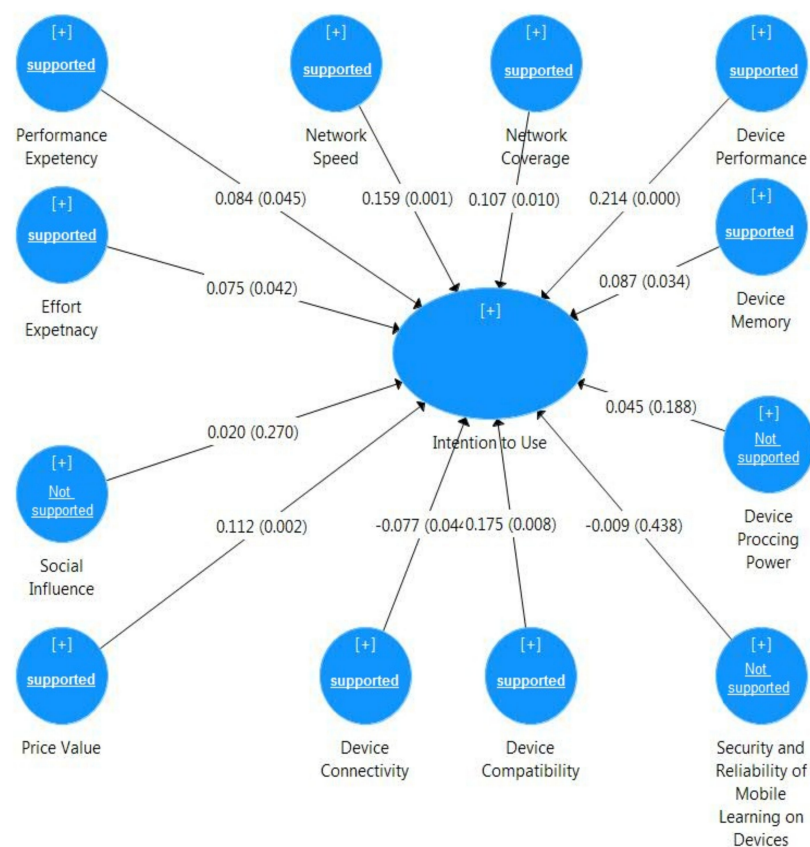 [+]
supported
Performance
Expetency
[+]
supported
Network
Speed
[+]
supported
Network
Coverage
[+]
supported
Device
Performance
0.084 (0.045)
0.159 (0.001)
0.107 (0.010)
0.214 (0.000)
[+]
supported
Effort
Expetnacy
[+]
supported
Device
Memory
0.075 (0.042)
0.087 (0.034)
[+]
Intention to Use
0.020 (0.270)
0.045 (0.188)
[+]
Not
supported
Social
Influence
[+]
Not
supported
Device
Proccing
Power
0.112 (0.002)
-0.077 (0.04
0.175 (0.008)
-0.009 (0.438)
[+]
supported
Price Value
[+]
supported
Device
Connectivity
[+]
supported
Device
Compatibility
[+]
Not
supported
Security and
Reliability of
Mobile
Learning on
Devices